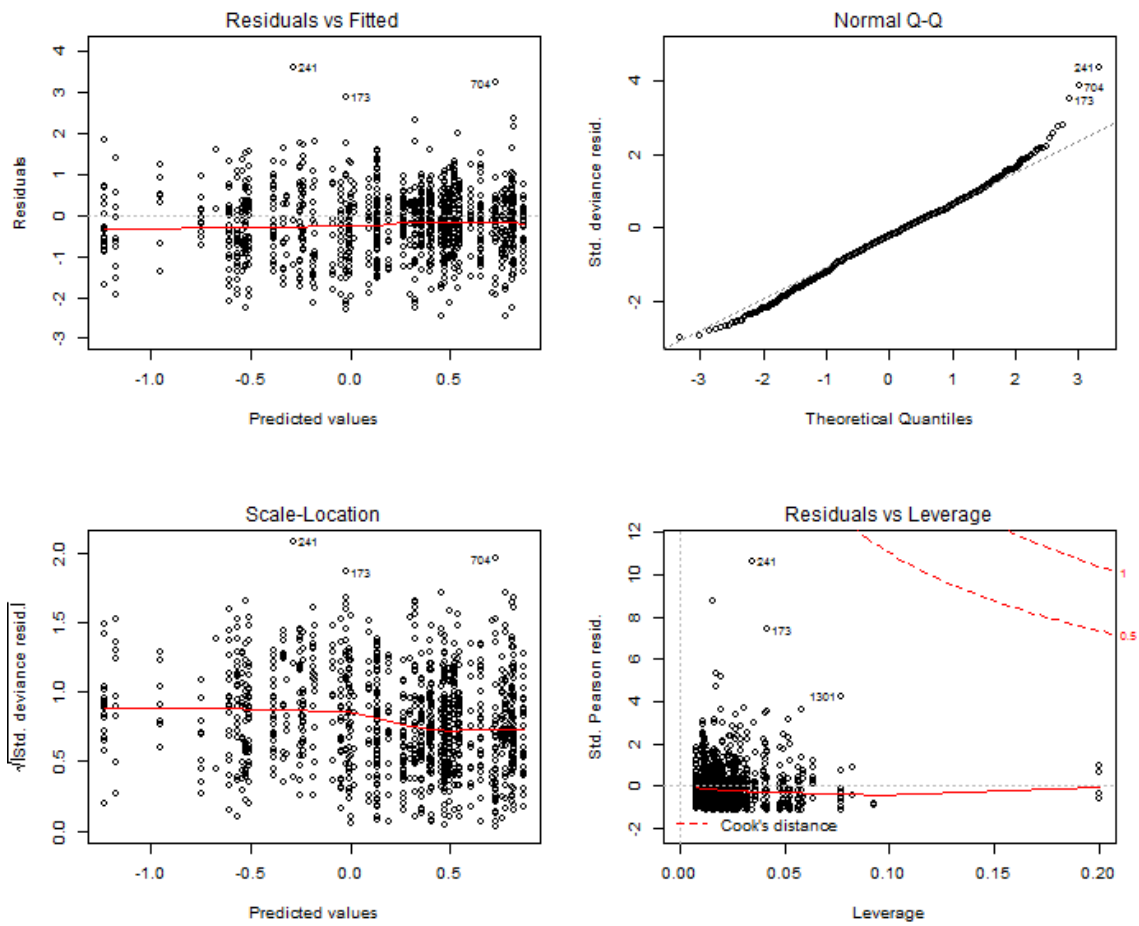 Residuals vs Fitted
Residuals
4
3
2
1
0
-1
-2
-3
241
173
704
-1.0 -0.5 0.0 0.5
Predicted values
Normal Q-Q
Std. deviance resid.
4
2
0
-2
241
704
173
-3 -2 -1 0 1 2 3
Theoretical Quantiles
Scale-Location
√|Std. deviance resid.|
2.0
1.5
1.0
0.5
0.0
241
173
704
-1.0 -0.5 0.0 0.5
Predicted values
Residuals vs Leverage
Std. Pearson resid.
12
10
8
6
4
2
0
-2
241
173
1301
1
0.5
Cook's distance
0.00 0.05 0.10 0.15 0.20
Leverage